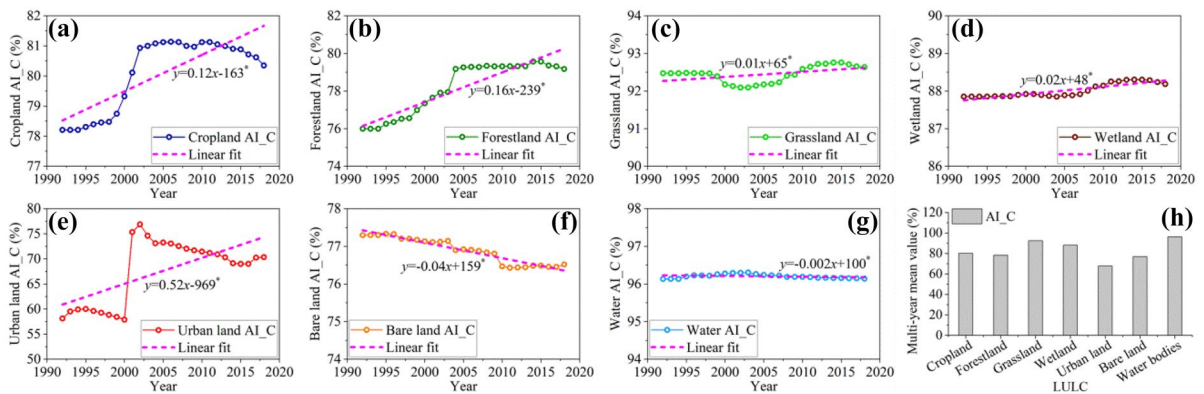 (a)
Cropland AI_C (%)
82
81
80
79
78
77
y=0.12x-163*
Cropland AI_C
Linear fit
1990 1995 2000 2005 2010 2015 2020
Year
(b)
Forestland AI_C (%)
82
80
78
76
74
y=0.16x-239*
Forestland AI_C
Linear fit
1990 1995 2000 2005 2010 2015 2020
Year
(c)
Grassland AI_C (%)
94
93
92
91
90
y=0.01x+65*
Grassland AI_C
Linear fit
1990 1995 2000 2005 2010 2015 2020
Year
(d)
Wetland AI_C (%)
90
89
88
87
86
y=0.02x+48*
Wetland AI_C
Linear fit
1990 1995 2000 2005 2010 2015 2020
Year
(e)
Urban land AI_C (%)
80
75
70
65
60
55
50
y=0.52x-969*
Urban land AI_C
Linear fit
1990 1995 2000 2005 2010 2015 2020
Year
(f)
Bare land AI_C (%)
78
77
76
75
74
y=-0.04x+159*
Bare land AI_C
Linear fit
1990 1995 2000 2005 2010 2015 2020
Year
(g)
Water AI_C (%)
98
97
96
95
94
y=-0.002x+100*
Water AI_C
Linear fit
1990 1995 2000 2005 2010 2015 2020
Year
(h)
Multi-year mean value (%)
120
100
80
60
40
20
0
AI_C
Cropland
Forestland
Grassland
Wetland
Urban land
Bare land
Water bodies
LULC